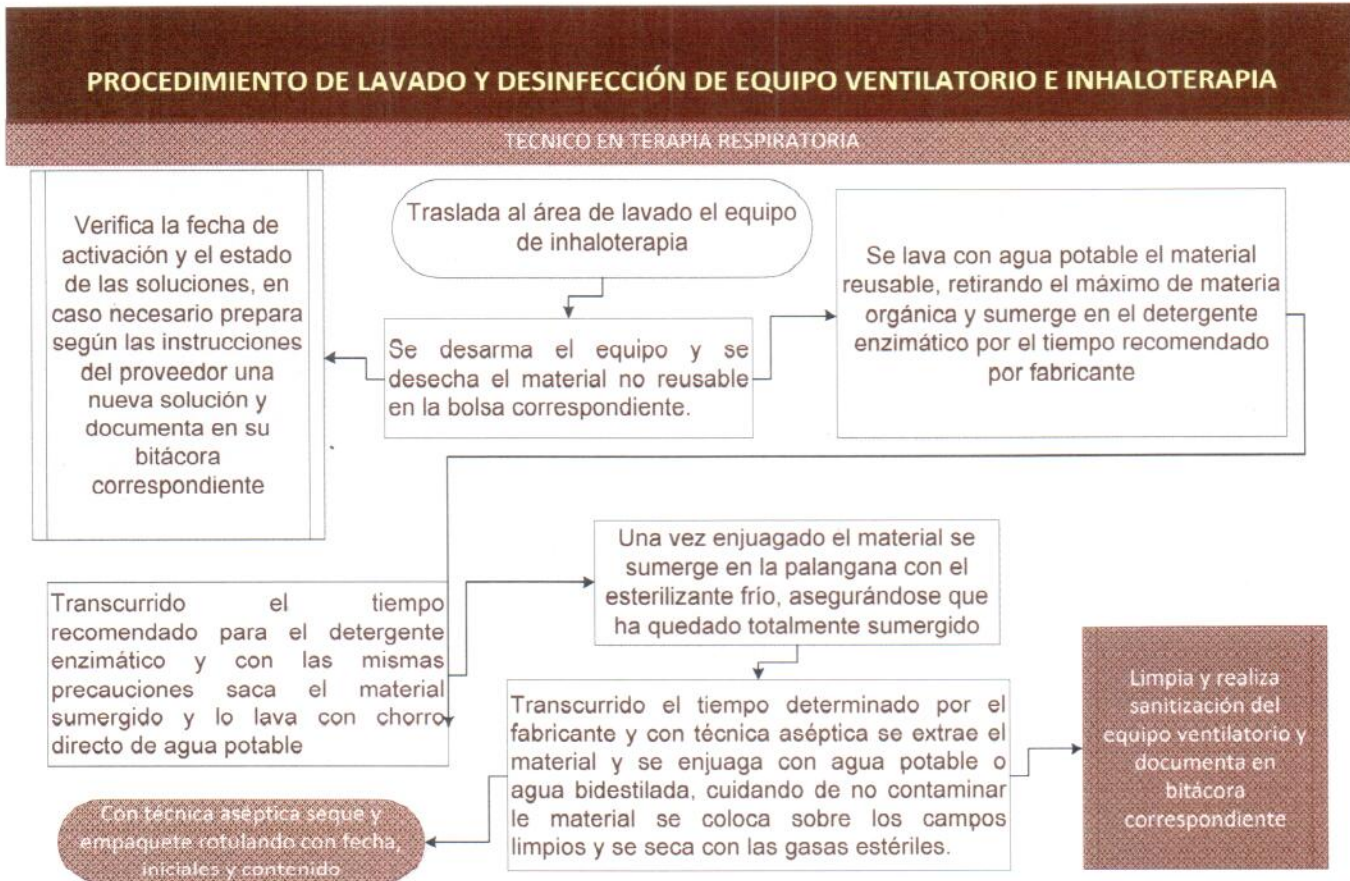 PROCEDIMIENTO DE LAVADO Y DESINFECCIÓN DE EQUIPO VENTILATORIO E INHALOTERAPIA
TECNICO EN TERAPIA RESPIRATORIA
Traslada al área de lavado el equipo
de inhaloterapia
Se desarma el equipo y se
desecha el material no reusable
en la bolsa correspondiente.
Verifica la fecha de
activación y el estado
de las soluciones, en
caso necesario prepara
según las instrucciones
del proveedor una
nueva solución y
documenta en su
bitácora
correspondiente
Se lava con agua potable el material
reusable, retirando el máximo de materia
orgánica y sumerge en el detergente
enzimático por el tiempo recomendado
por fabricante
Transcurrido el tiempo
recomendado para el detergente
enzimático y con las mismas
precauciones saca el material
sumergido y lo lava con chorro
directo de agua potable
Una vez enjuagado el material se
sumerge en la palangana con el
esterilizante frío, asegurándose que
ha quedado totalmente sumergido
Transcurrido el tiempo determinado por el
fabricante y con técnica aséptica se extrae el
material y se enjuaga con agua potable o
agua bidestilada, cuidando de no contaminar
le material se coloca sobre los campos
limpios y se seca con las gasas estériles.
Limpia y realiza
sanitización del
equipo ventilatorio y
documenta en
bitácora
correspondiente
Con técnica aséptica seque y
empaquete rotulando con fecha,
iniciales y contenido